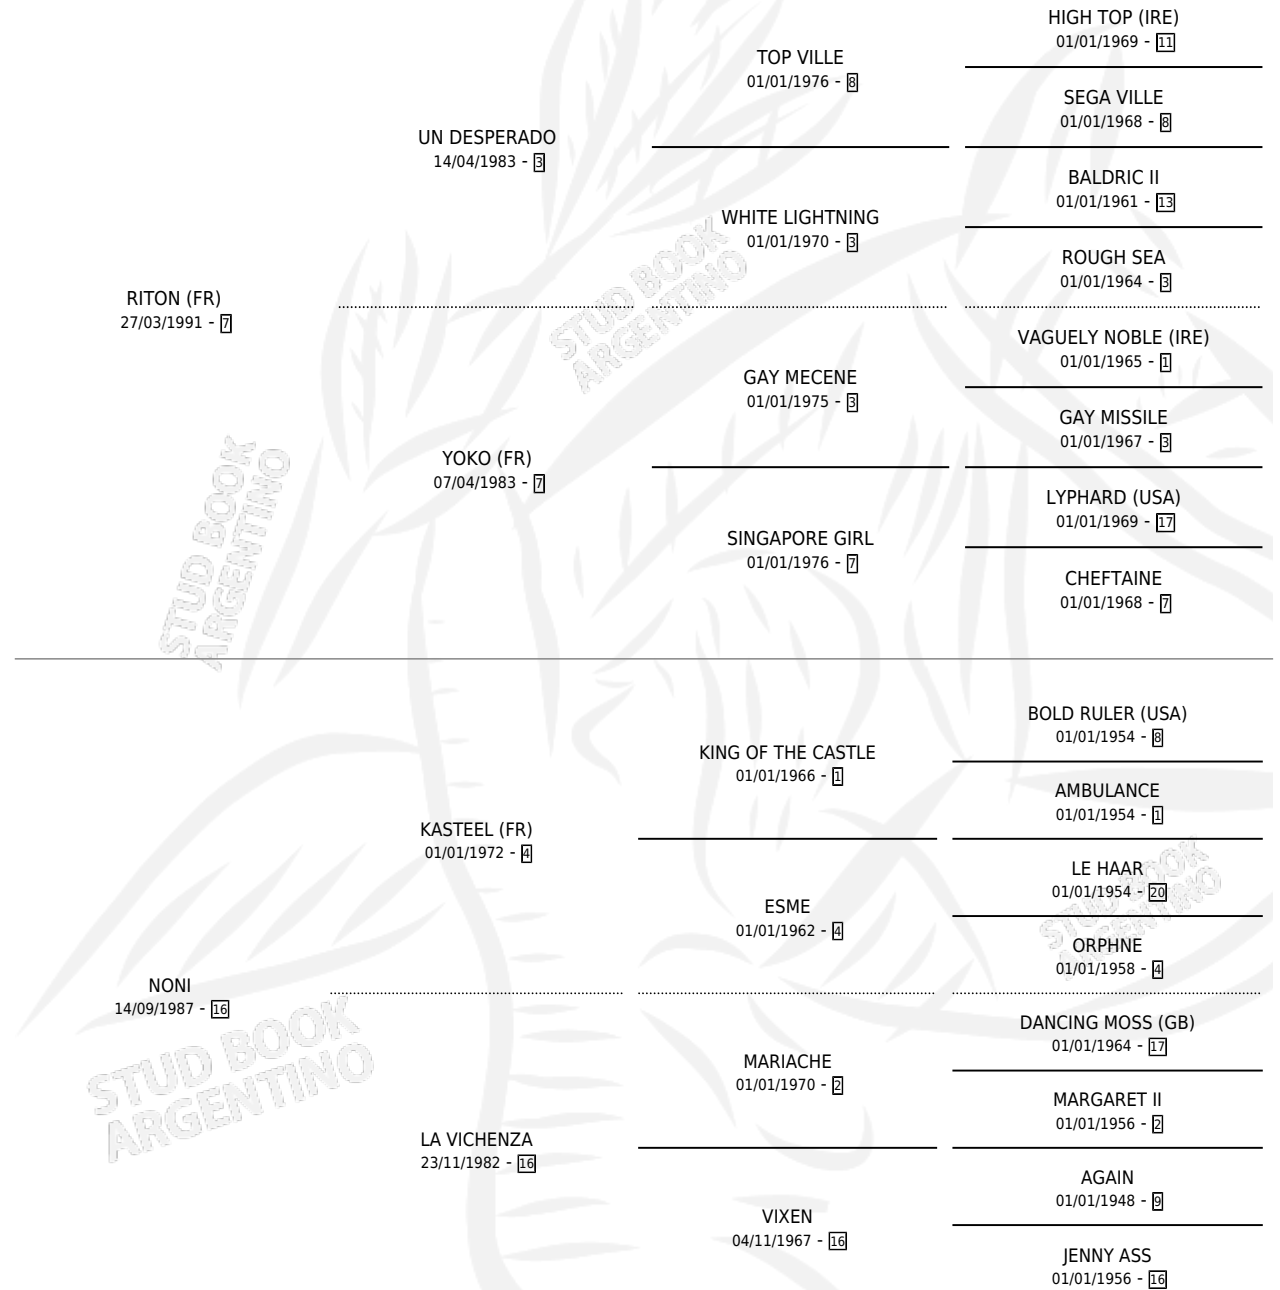 HIGH TOP (IRE)
01/01/1969 - 11
TOP VILLE
01/01/1976 - 8
SEGA VILLE
01/01/1968 - 8
UN DESPERADO
14/04/1983 - 3
BALDRIC II
01/01/1961 - 13
WHITE LIGHTNING
01/01/1970 - 3
ROUGH SEA
01/01/1964 - 3
RITON (FR)
27/03/1991 - 7
VAGUELY NOBLE (IRE)
01/01/1965 - 1
GAY MECENE
01/01/1975 - 3
GAY MISSILE
01/01/1967 - 3
YOKO (FR)
07/04/1983 - 7
LYPHARD (USA)
01/01/1969 - 17
SINGAPORE GIRL
01/01/1976 - 7
CHEFTAINE
01/01/1968 - 7
BOLD RULER (USA)
01/01/1954 - 8
KING OF THE CASTLE
01/01/1966 - 1
AMBULANCE
01/01/1954 - 1
KASTEEL (FR)
01/01/1972 - 4
LE HAAR
01/01/1954 - 20
ESME
01/01/1962 - 4
ORPHNE
01/01/1958 - 4
NONI
14/09/1987 - 16
DANCING MOSS (GB)
01/01/1964 - 17
MARIACHE
01/01/1970 - 2
MARGARET II
01/01/1956 - 2
LA VICHENZA
23/11/1982 - 16
AGAIN
01/01/1948 - 9
VIXEN
04/11/1967 - 16
JENNY ASS
01/01/1956 - 16
STUD BOOK
ARGENTINO
STUD BOOK
ARGENTINO
STUD BOOK
ARGENTINO
STUD BOOK
ARGENTINO